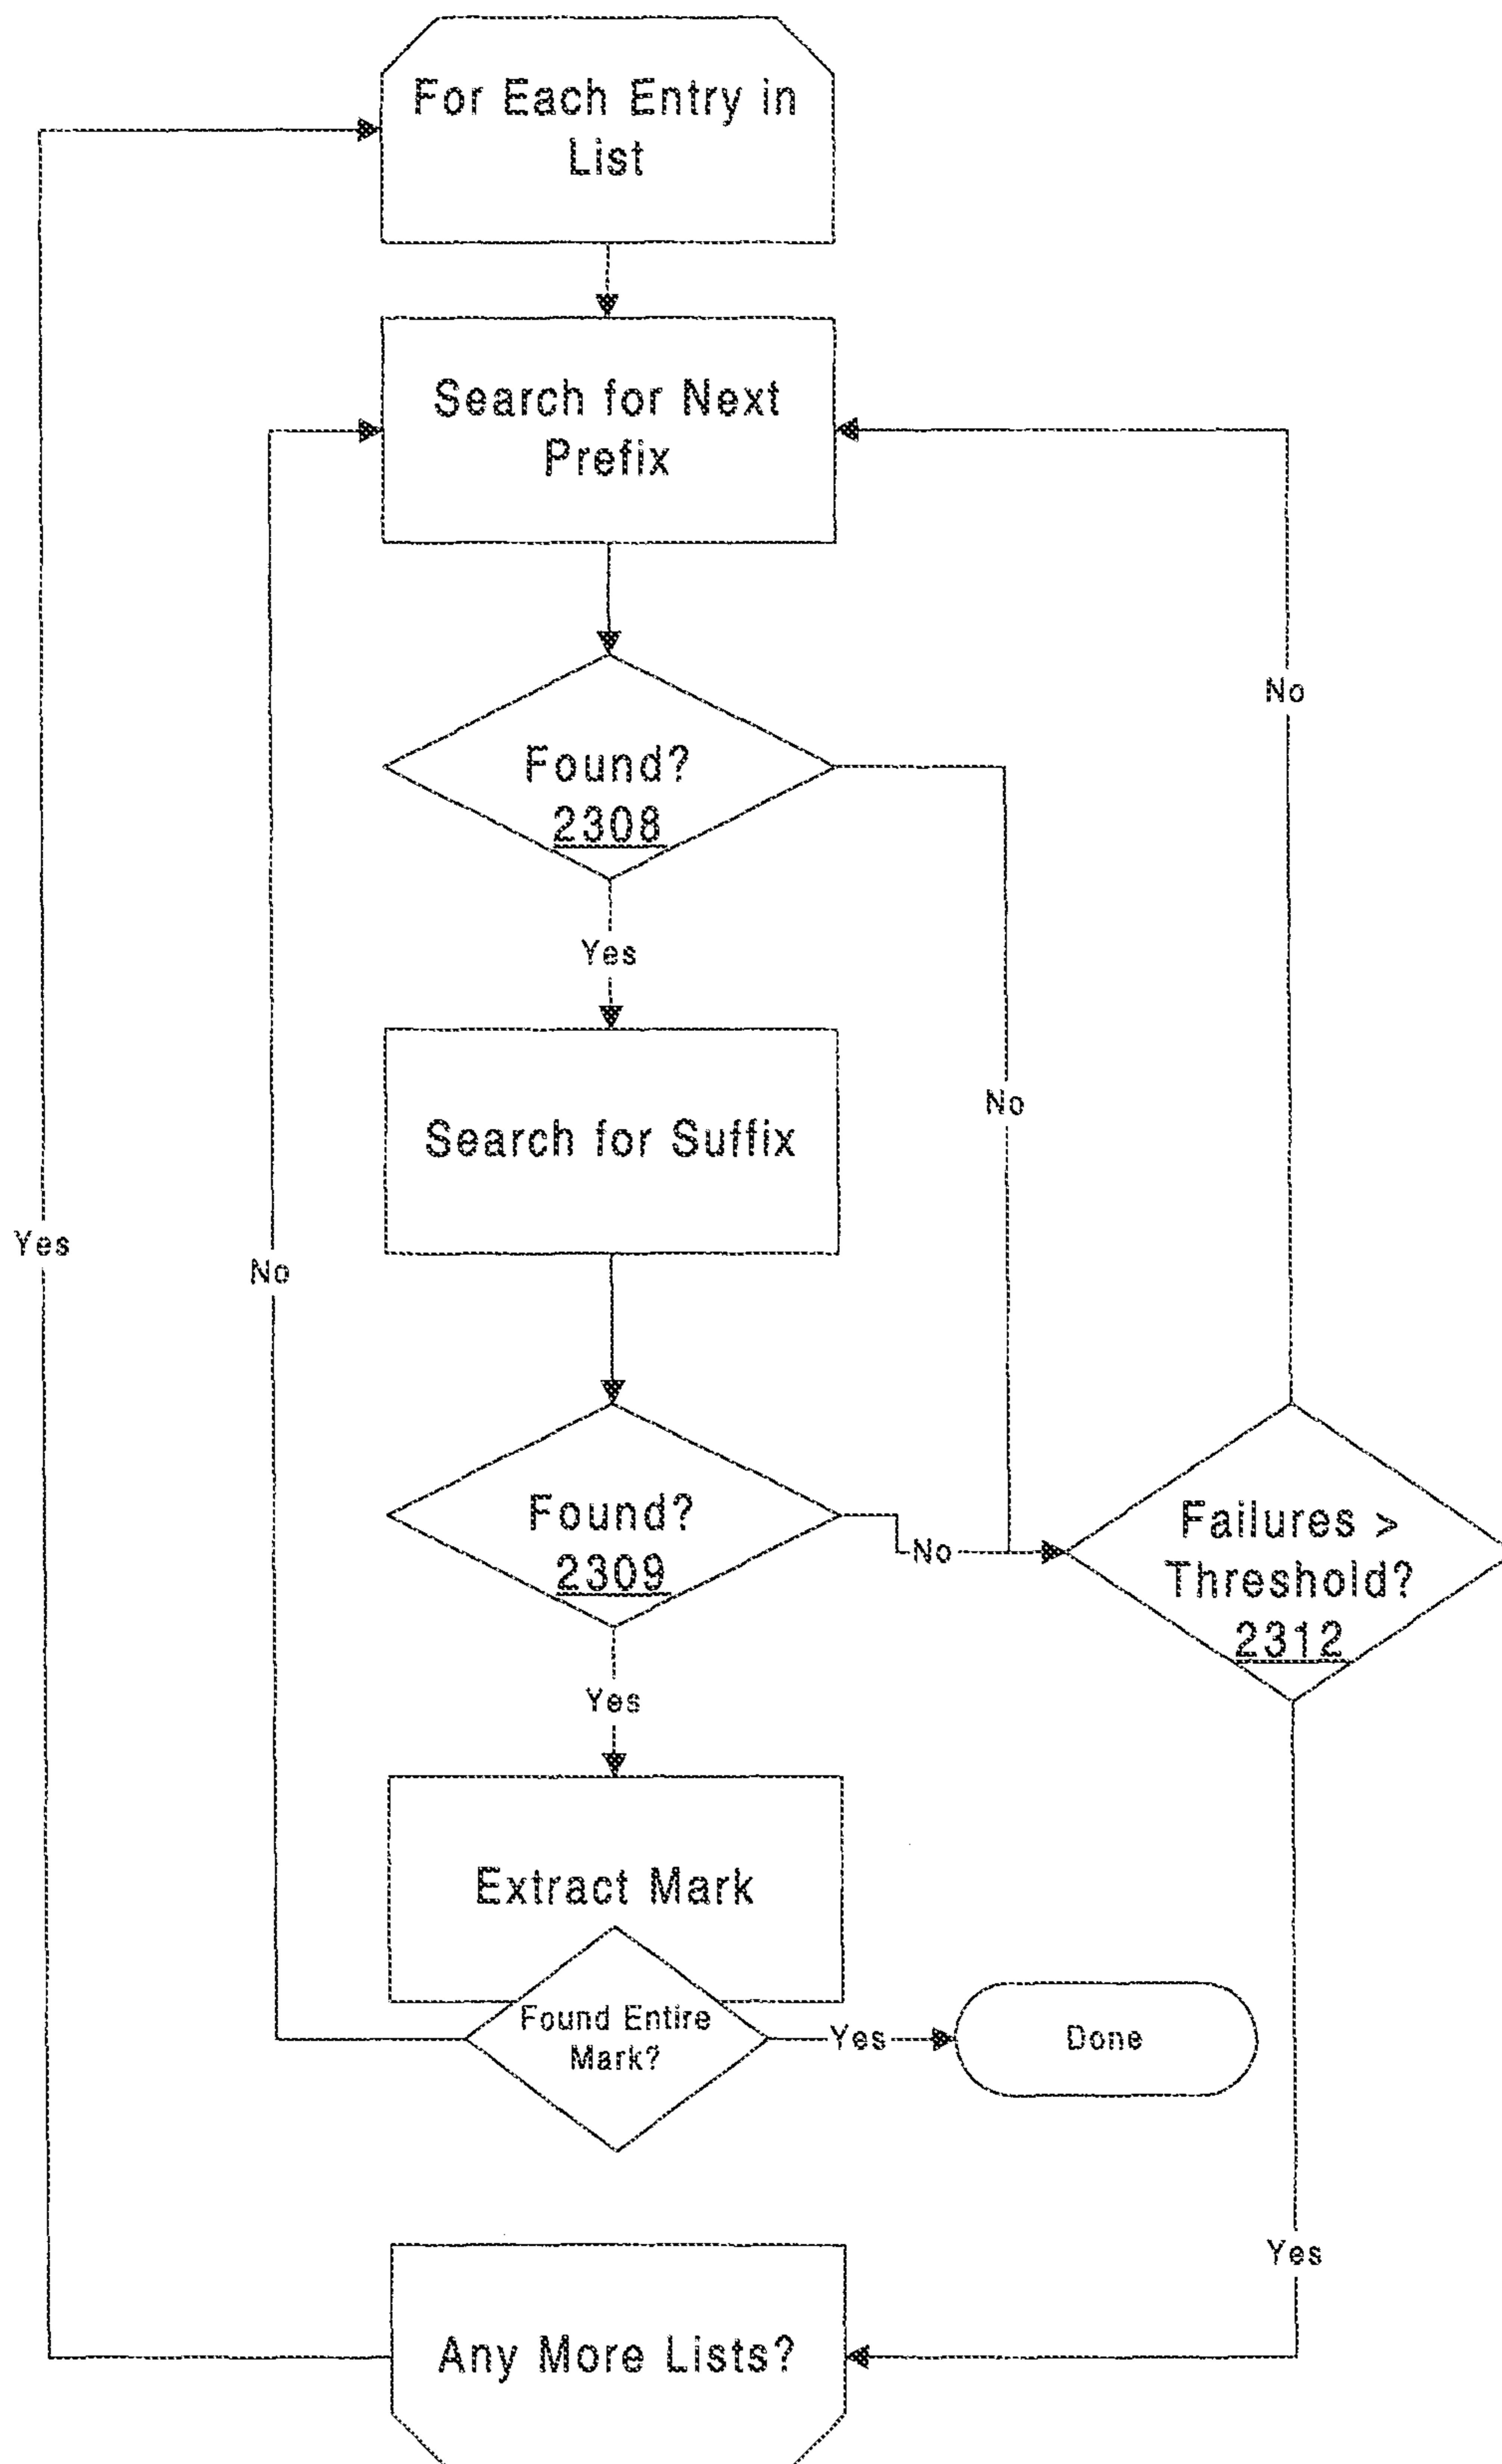 For Each Entry in
List
Search for Next
Prefix
No
Found?
2308
Yes
No
Search for Suffix
Yes
No
Found?
2309
No
Failures >
Threshold?
2312
Yes
Extract Mark
Found Entire
Mark?
Yes
Done
Yes
Any More Lists?